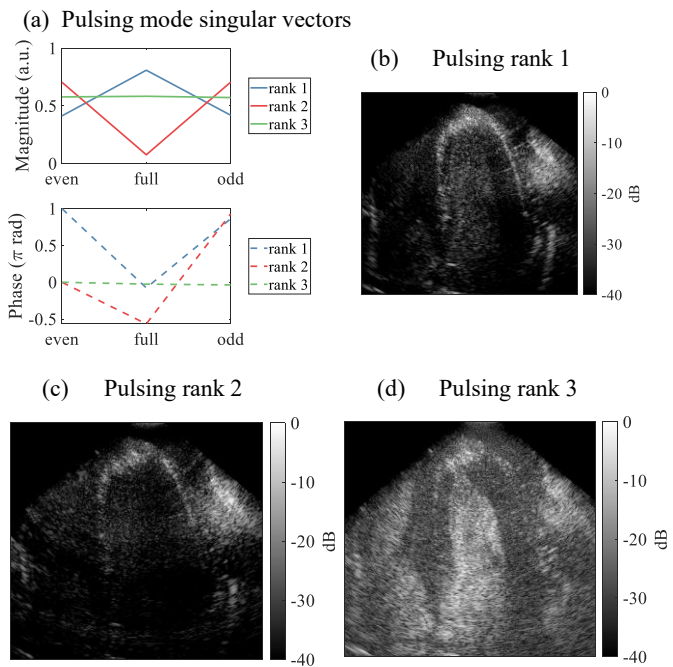 (a) Pulsing mode singular vectors
Magnitude (a.u.)
1
0.5
0
even full odd
rank 1
rank 2
rank 3
Phase (π rad)
1
0.5
0
-0.5
even full odd
rank 1
rank 2
rank 3
(b) Pulsing rank 1
0
-10
-20
-30
-40
dB
(c) Pulsing rank 2
0
-10
-20
-30
-40
dB
(d) Pulsing rank 3
0
-10
-20
-30
-40
dB